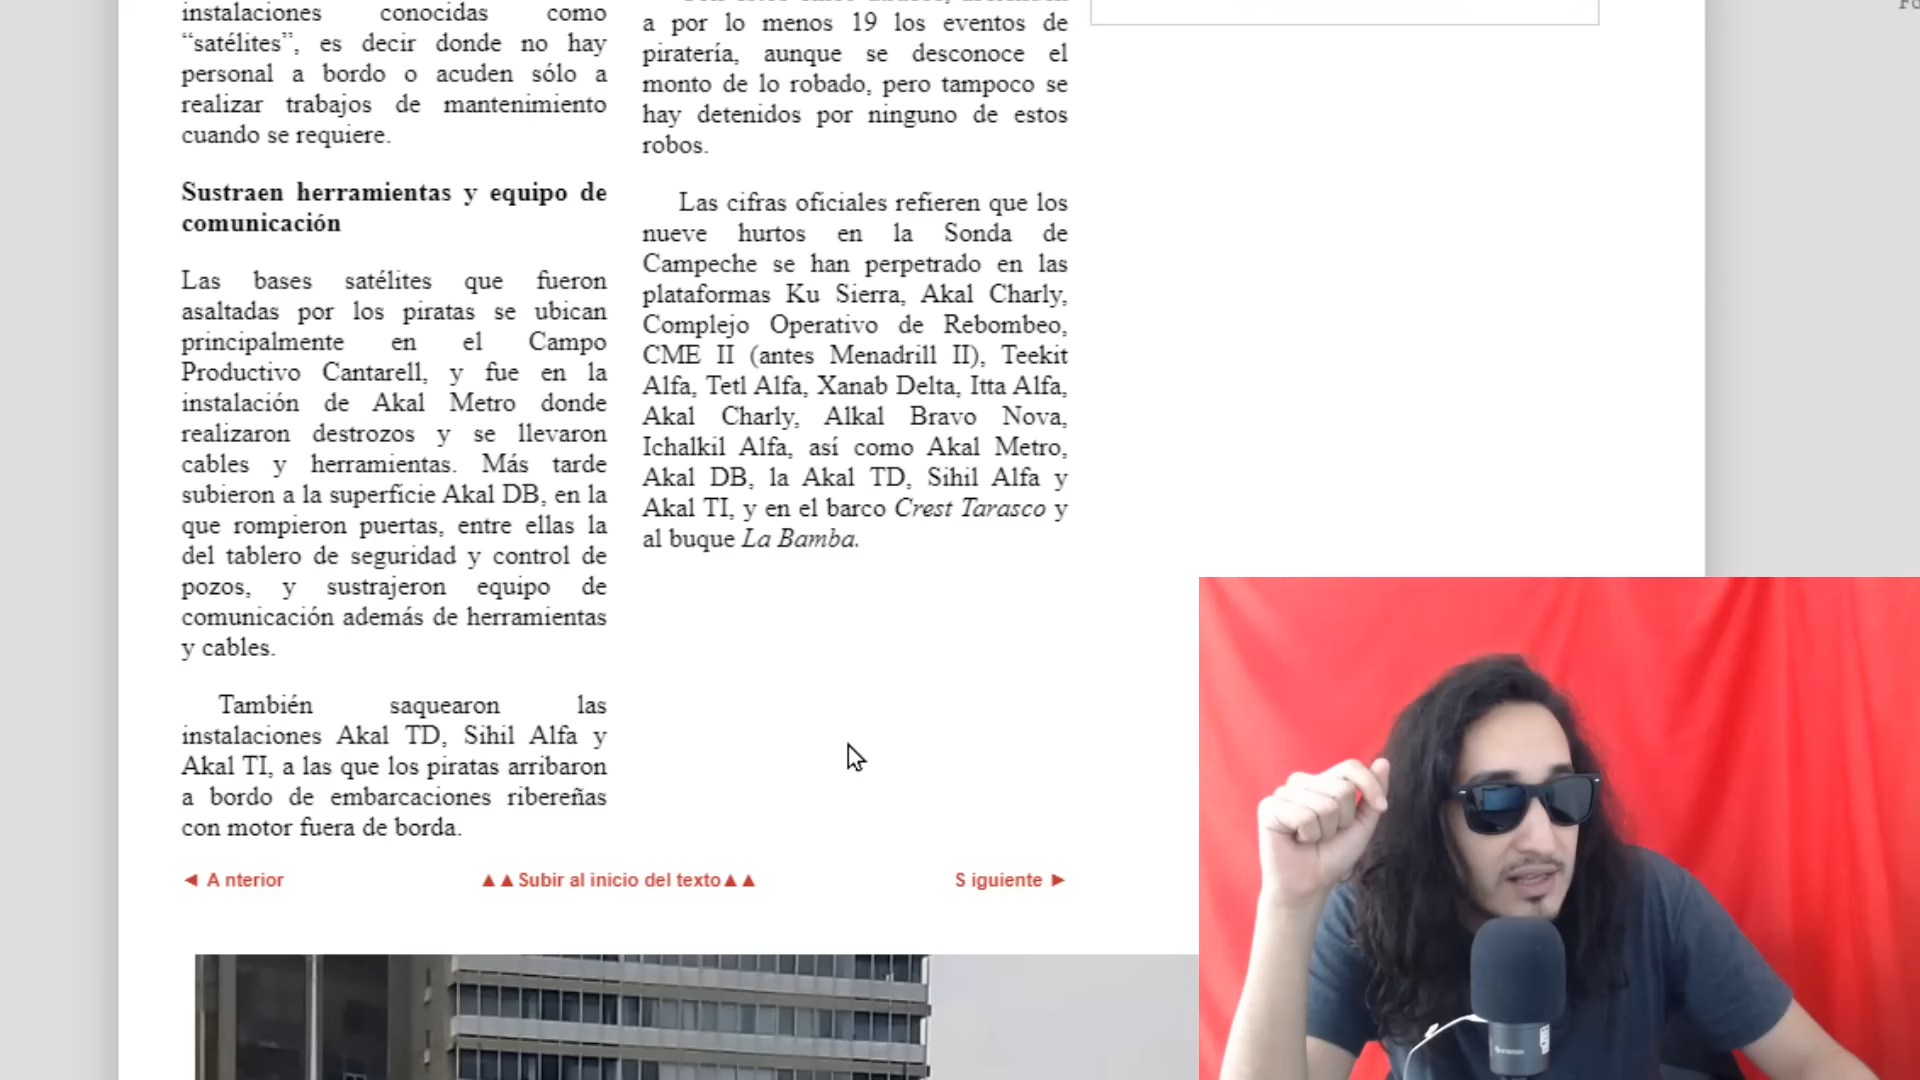 instalaciones conocidas como
“satélites”, es decir donde no hay
personal a bordo o acuden sólo a
realizar trabajos de mantenimiento
cuando se requiere.
Sustraen herramientas y equipo de
comunicación
Las bases satélites que fueron
asaltadas por los piratas se ubican
principalmente en el Campo
Productivo Cantarell, y fue en la
instalación de Akal Metro donde
realizaron destrozos y se llevaron
cables y herramientas. Más tarde
subieron a la superficie Akal DB, en la
que rompieron puertas, entre ellas la
del tablero de seguridad y control de
pozos, y sustrajeron equipo de
comunicación además de herramientas
y cables.
También saquearon las
instalaciones Akal TD, Sihil Alfa y
Akal TI, a las que los piratas arribaron
a bordo de embarcaciones ribereñas
con motor fuera de borda.
a por lo menos 19 los eventos de
piratería, aunque se desconoce el
monto de lo robado, pero tampoco se
hay detenidos por ninguno de estos
robos.
Las cifras oficiales refieren que los
nueve hurtos en la Sonda de
Campeche se han perpetrado en las
plataformas Ku Sierra, Akal Charly,
Complejo Operativo de Rebombeo,
CME II (antes Menadrill II), Teekit
Alfa, Tetl Alfa, Xanab Delta, Itta Alfa,
Akal Charly, Alkal Bravo Nova,
Ichalkil Alfa, así como Akal Metro,
Akal DB, la Akal TD, Sihil Alfa y
Akal TI, y en el barco Crest Tarasco y
al buque La Bamba.
◄ A nterior ▲▲Subir al inicio del texto▲▲ S iguiente ►